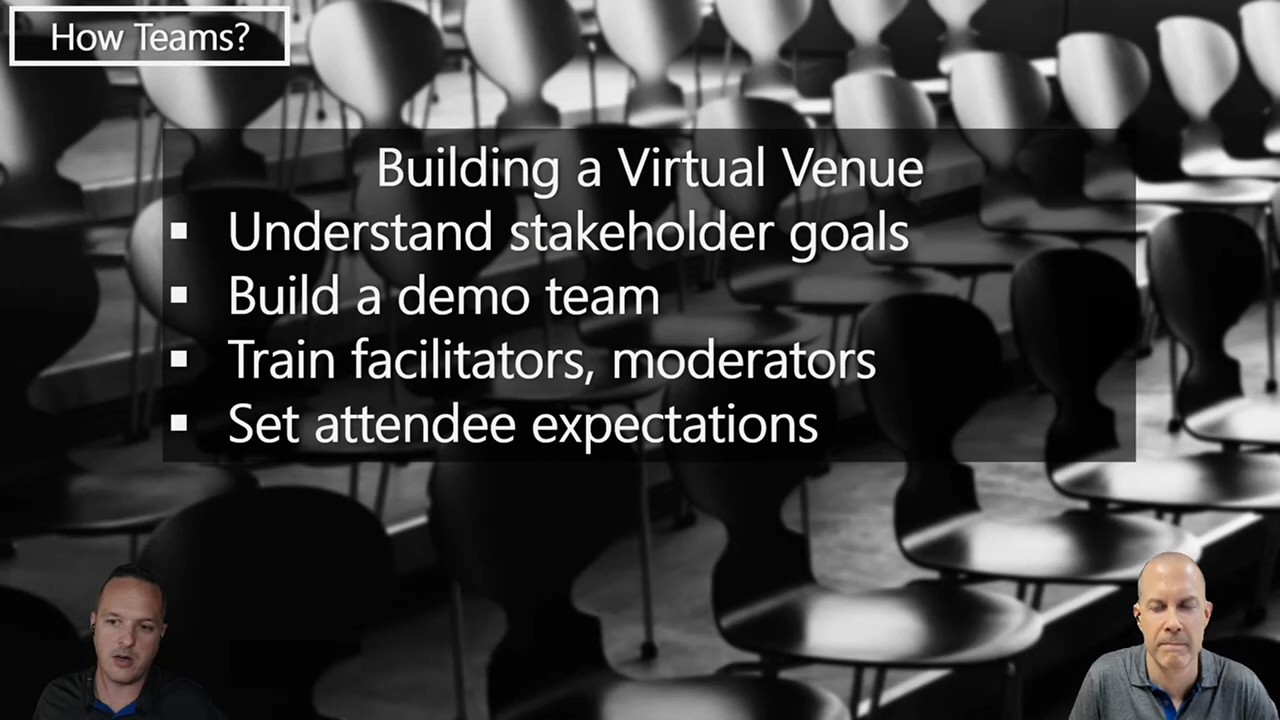 How Teams?
Building a Virtual Venue
▪ Understand stakeholder goals
▪ Build a demo team
▪ Train facilitators, moderators
▪ Set attendee expectations